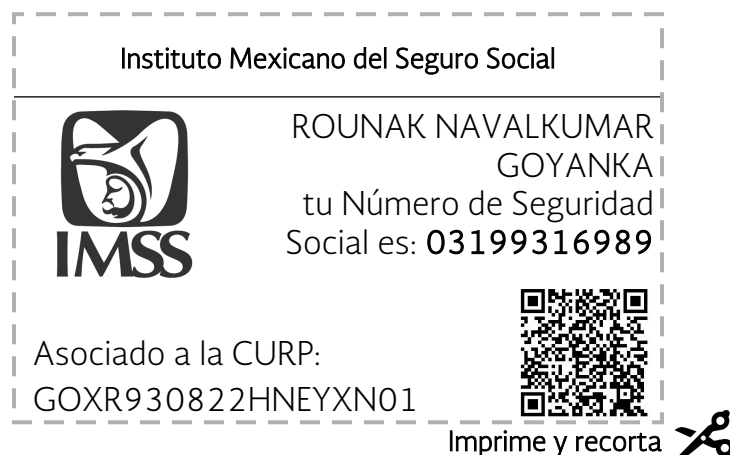 Instituto Mexicano del Seguro Social
ROUNAK NAVALKUMAR
GOYANKA
tu Número de Seguridad
Social es: 03199316989
IMSS
Asociado a la CURP:
GOXR930822HNEYXN01
Imprime y recorta